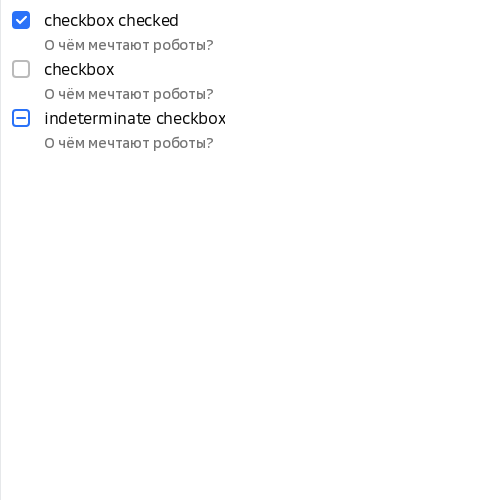 checkbox checked
О чём мечтают роботы?
checkbox
О чём мечтают роботы?
indeterminate checkbox
О чём мечтают роботы?